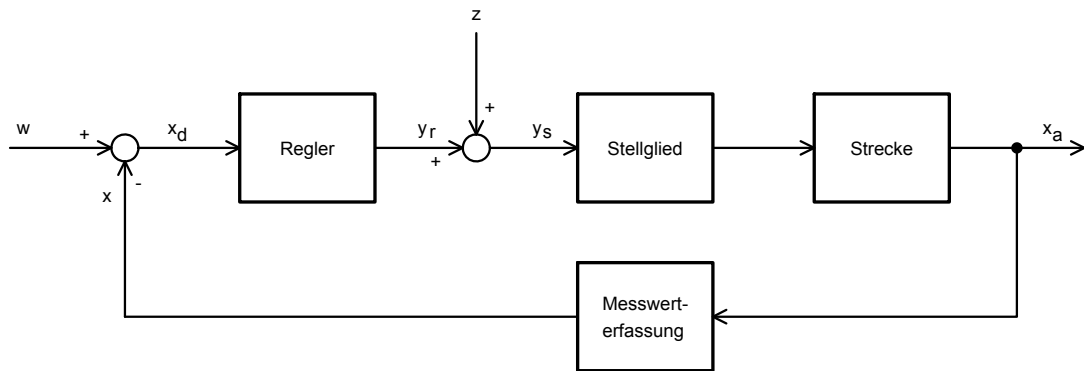 z
w
+
x_d
Regler
y_r
+
+
y_s
Stellglied
Strecke
x_a
x
-
Messwert-
erfassung